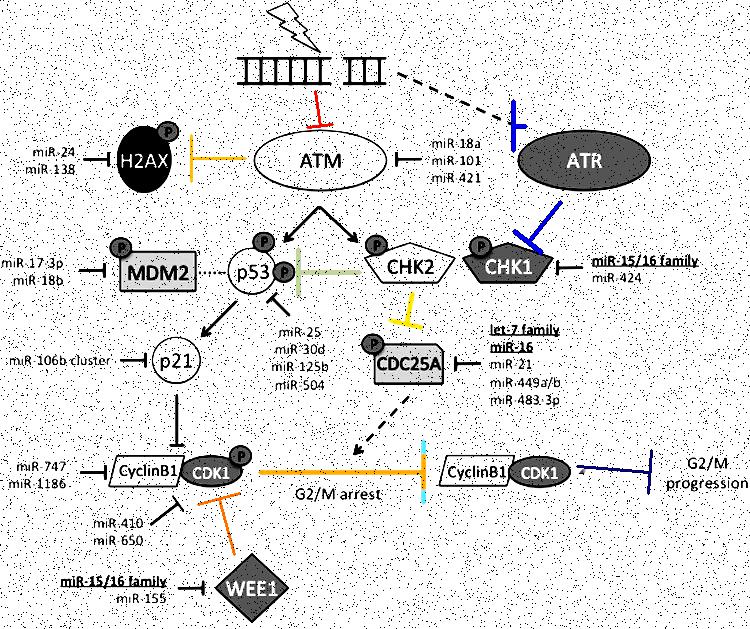 P
miR-24
miR-138
H2AX
ATM
miR-18a
miR-101
miR-421
ATR
P
P
P
P
P
miR-17-3p
miR-18b
MDM2
p53
CHK2
CHK1
miR-15/16 family
miR-424
miR-25
miR-30d
miR-125b
miR-504
P
let-7 family
miR-16
miR-21
miR-449a/b
miR-483-3p
miR-106b cluster
p21
CDC25A
P
miR-747
miR-1186
CyclinB1
CDK1
G2/M arrest
CyclinB1
CDK1
G2/M
progression
miR-410
miR-650
miR-15/16 family
miR-155
WEE1